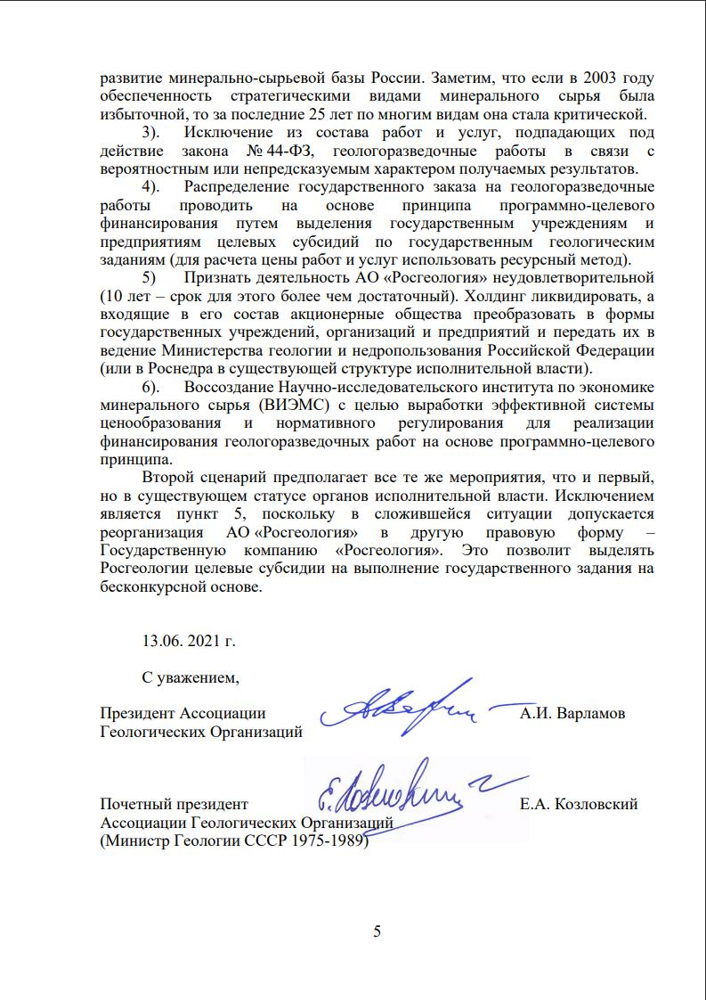 развитие минерально-сырьевой базы России. Заметим, что если в 2003 году
обеспеченность стратегическими видами минерального сырья была
избыточной, то за последние 25 лет по многим видам она стала критической.
3). Исключение из состава работ и услуг, подпадающих под
действие закона № 44-ФЗ, геологоразведочные работы в связи с
вероятностным или непредсказуемым характером получаемых результатов.
4). Распределение государственного заказа на геологоразведочные
работы проводить на основе принципа программно-целевого
финансирования путем выделения государственным учреждениям и
предприятиям целевых субсидий по государственным геологическим
заданиям (для расчета цены работ и услуг использовать ресурсный метод).
5) Признать деятельность АО «Росгеология» неудовлетворительной
(10 лет – срок для этого более чем достаточный). Холдинг ликвидировать, а
входящие в его состав акционерные общества преобразовать в формы
государственных учреждений, организаций и предприятий и передать их в
ведение Министерства геологии и недропользования Российской Федерации
(или в Роснедра в существующей структуре исполнительной власти).
6). Воссоздание Научно-исследовательского института по экономике
минерального сырья (ВИЭМС) с целью выработки эффективной системы
ценообразования и нормативного регулирования для реализации
финансирования геологоразведочных работ на основе программно-целевого
принципа.
Второй сценарий предполагает все те же мероприятия, что и первый,
но в существующем статусе органов исполнительной власти. Исключением
является пункт 5, поскольку в сложившейся ситуации допускается
реорганизация АО «Росгеология» в другую правовую форму –
Государственную компанию «Росгеология». Это позволит выделять
Росгеологии целевые субсидии на выполнение государственного задания на
бесконкурсной основе.
13.06. 2021 г.
С уважением,
Президент Ассоциации А.И. Варламов
Геологических Организаций
Почетный президент Е.А. Козловский
Ассоциации Геологических Организаций
(Министр Геологии СССР 1975-1989)
5